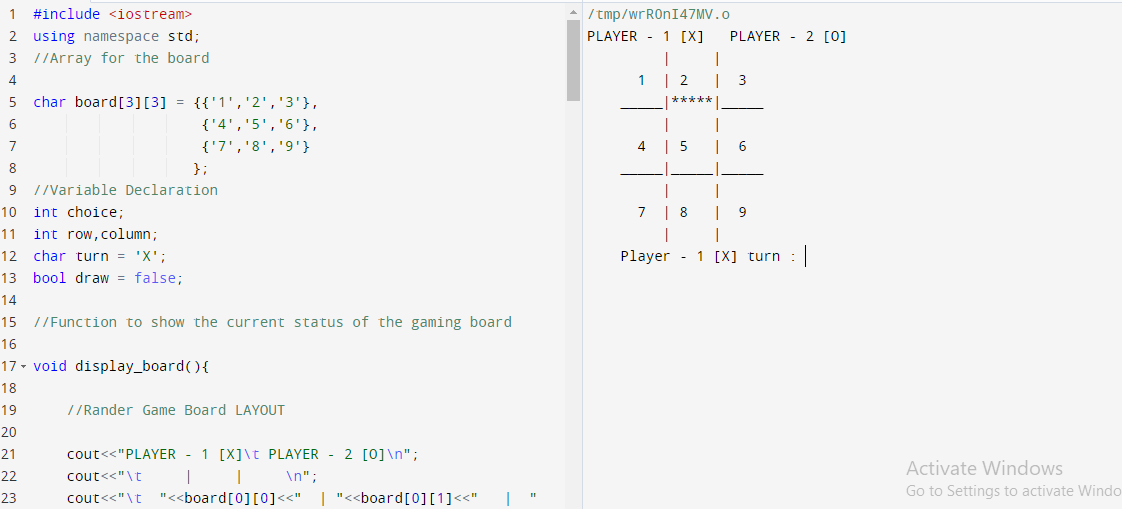 1 #include <iostream>
2 using namespace std;
3 //Array for the board
4
5 char board[3][3] = {{'1','2','3'},
6 {'4','5','6'},
7 {'7','8','9'}
8 };
9 //Variable Declaration
10 int choice;
11 int row,column;
12 char turn = 'X';
13 bool draw = false;
14
15 //Function to show the current status of the gaming board
16
17 void display_board(){
18
19 //Rander Game Board LAYOUT
20
21 cout<<"PLAYER - 1 [X]\t PLAYER - 2 [O]\n";
22 cout<<"\t     |     |     \n";
23 cout<<"\t  "<<board[0][0]<<"  | "<<board[0][1]<<"   |  "
/tmp/wrR0nI47MV.o
PLAYER - 1 [X]   PLAYER - 2 [O]
     |     |
  1  | 2   |  3
_____|*****|_____
     |     |
  4  | 5   |  6
_____|_____|_____
     |     |
  7  | 8   |  9
     |     |
Player - 1 [X] turn :
Activate Windows
Go to Settings to activate Windo